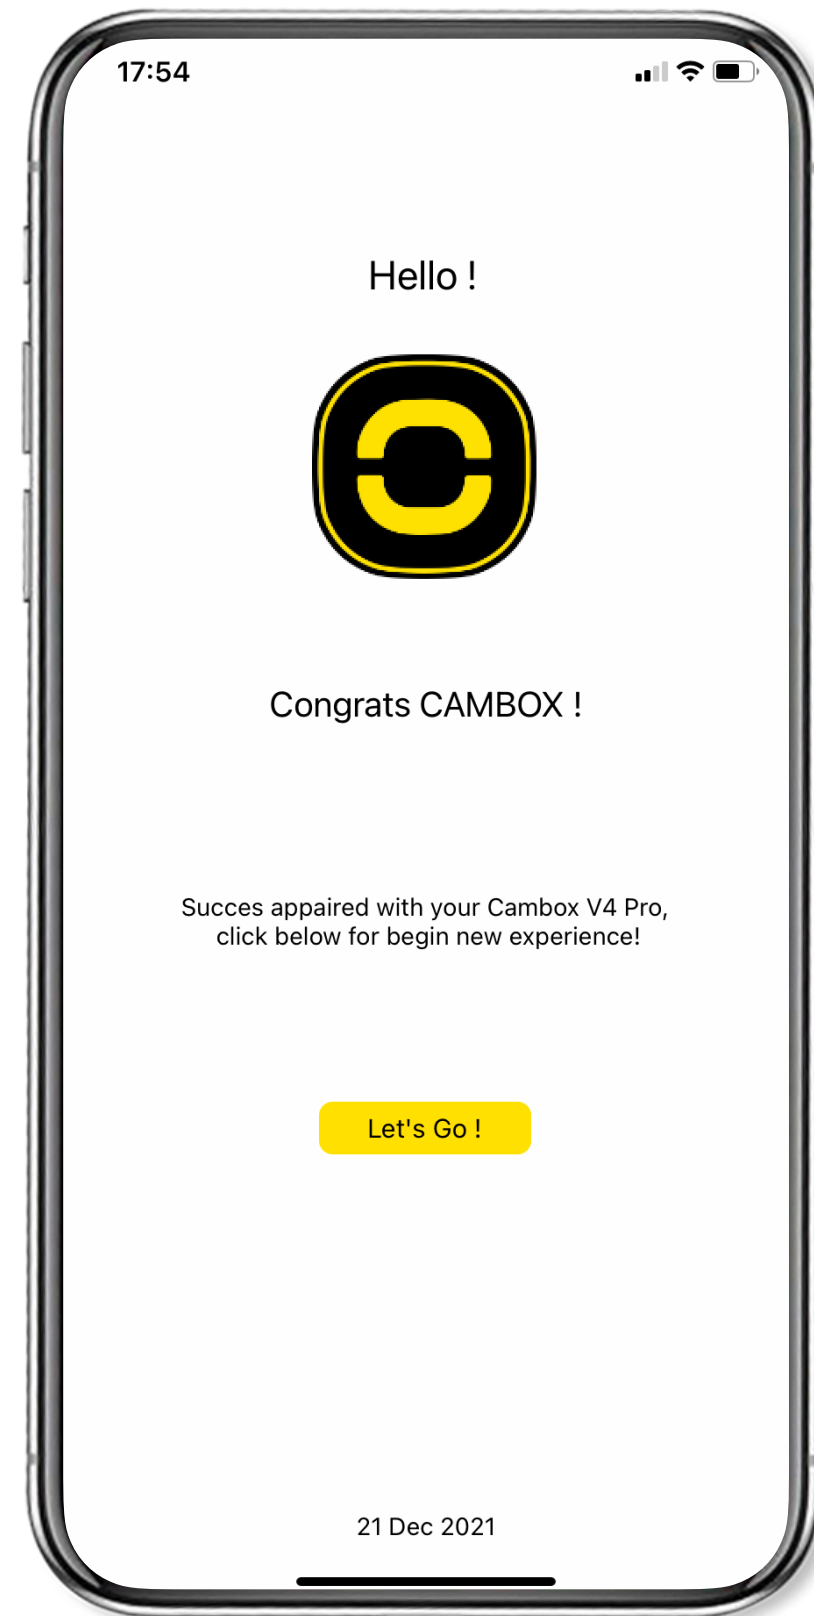 17:54
Hello !
Congrats CAMBOX !
Succes appaired with your Cambox V4 Pro,
click below for begin new experience!
Let's Go !
21 Dec 2021